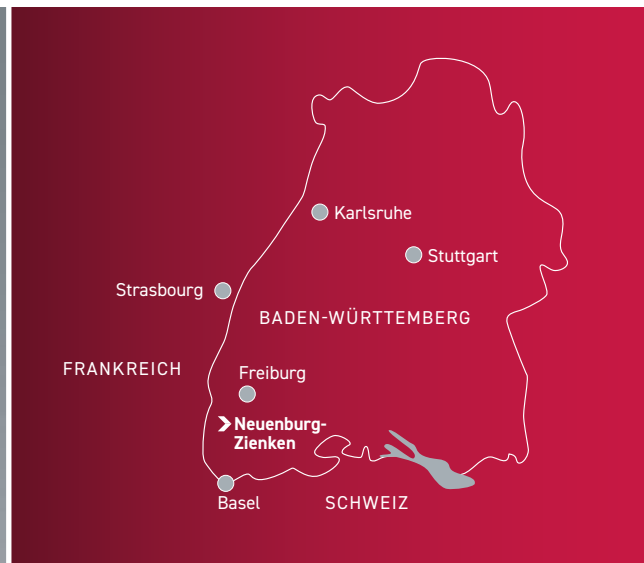 Karlsruhe
Stuttgart
Strasbourg
BADEN-WÜRTTEMBERG
FRANKREICH
Freiburg
Neuenburg-
Zienken
Basel
SCHWEIZ